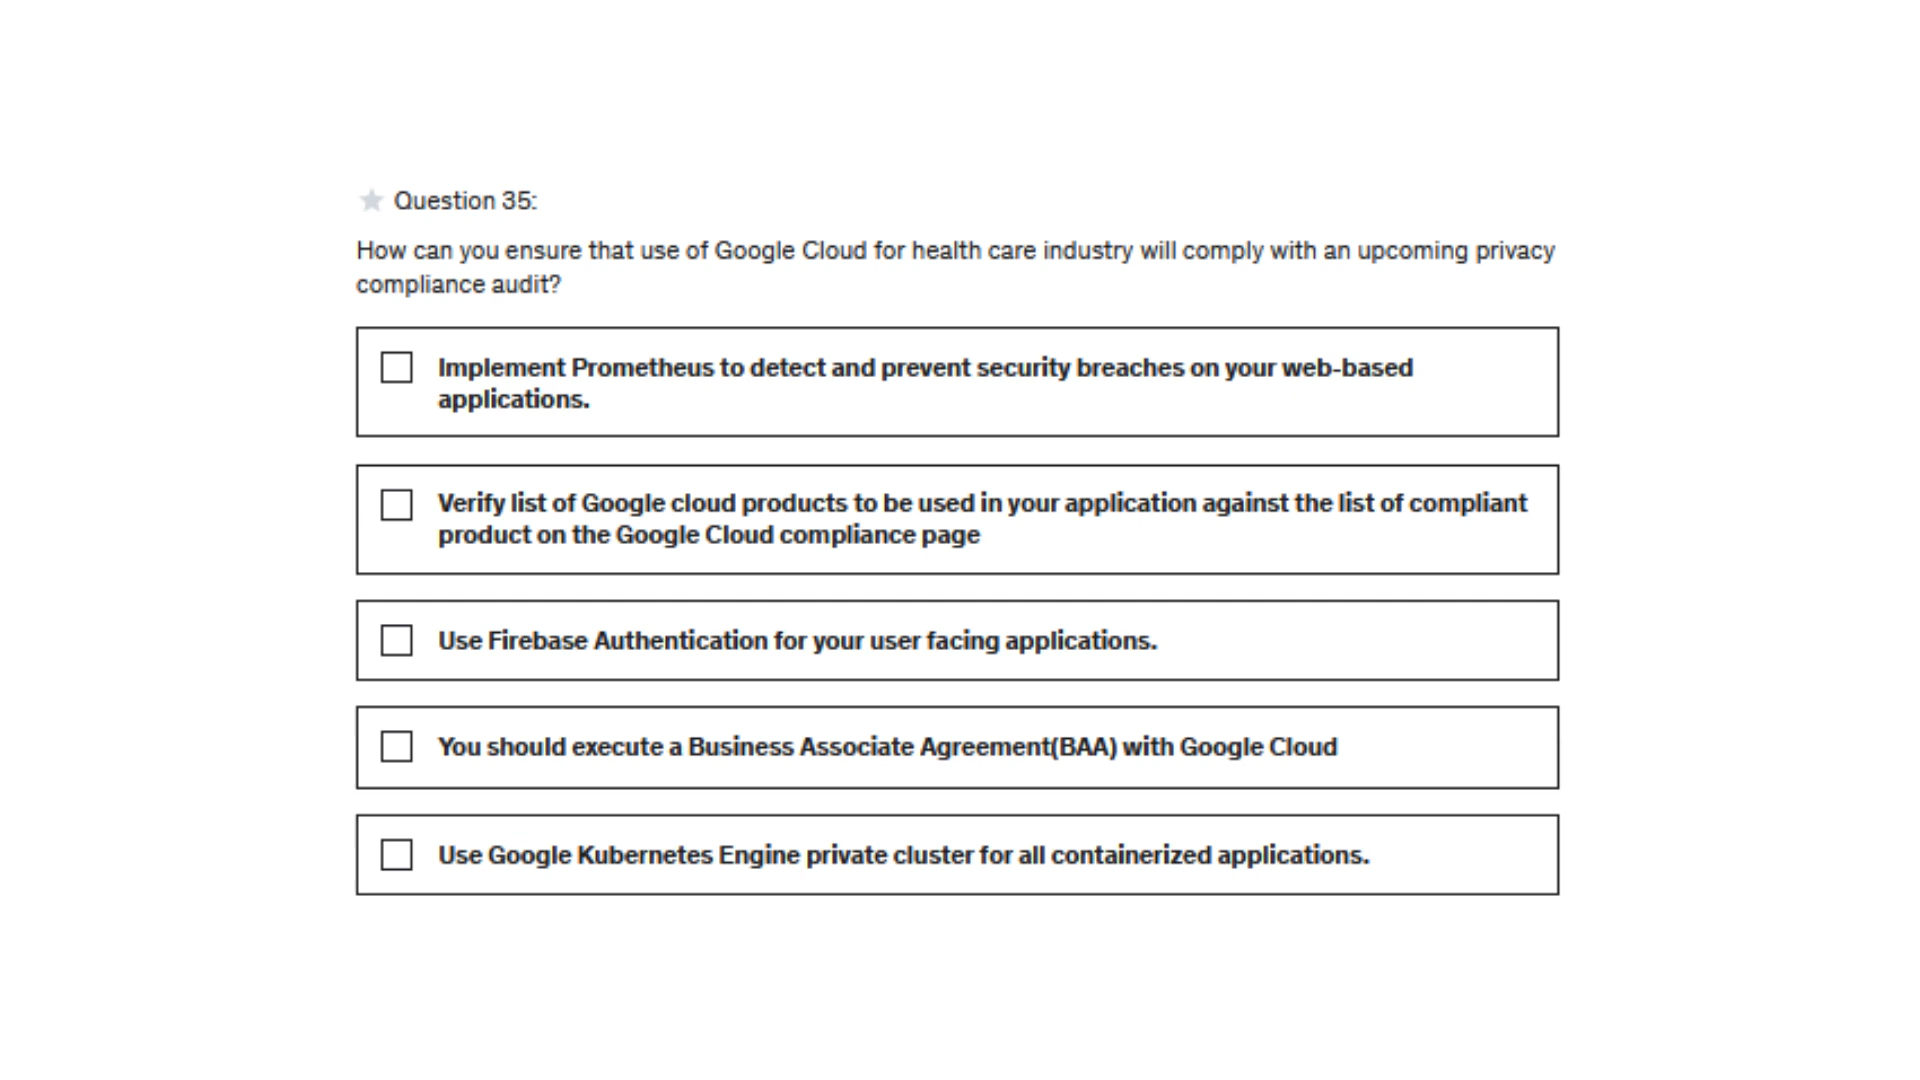 Question 35:
How can you ensure that use of Google Cloud for health care industry will comply with an upcoming privacy
compliance audit?
Implement Prometheus to detect and prevent security breaches on your web-based
applications.
Verify list of Google cloud products to be used in your application against the list of compliant
product on the Google Cloud compliance page
Use Firebase Authentication for your user facing applications.
You should execute a Business Associate Agreement(BAA) with Google Cloud
Use Google Kubernetes Engine private cluster for all containerized applications.